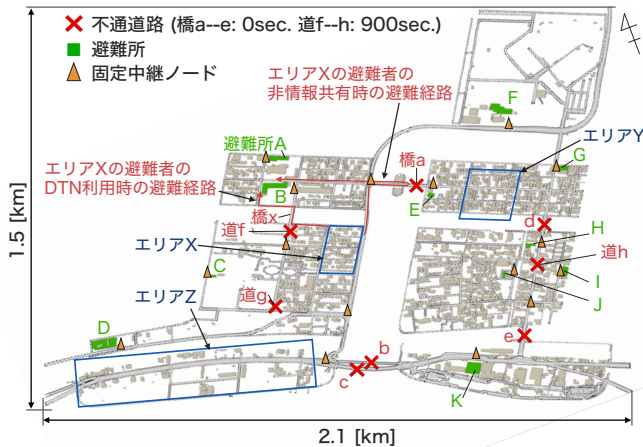 不通道路 (橋a--e: 0sec. 道f--h: 900sec.)
避難所
固定中継ノード
エリアXの避難者の
非情報共有時の避難経路
F
エリアY
避難所A
G
橋a
エリアXの避難者の
DTN利用時の避難経路
B
E
橋x
道f
d
H
エリアX
道h
C
I
エリアZ
道g
J
D
e
b
c
K
1.5 [km]
2.1 [km]